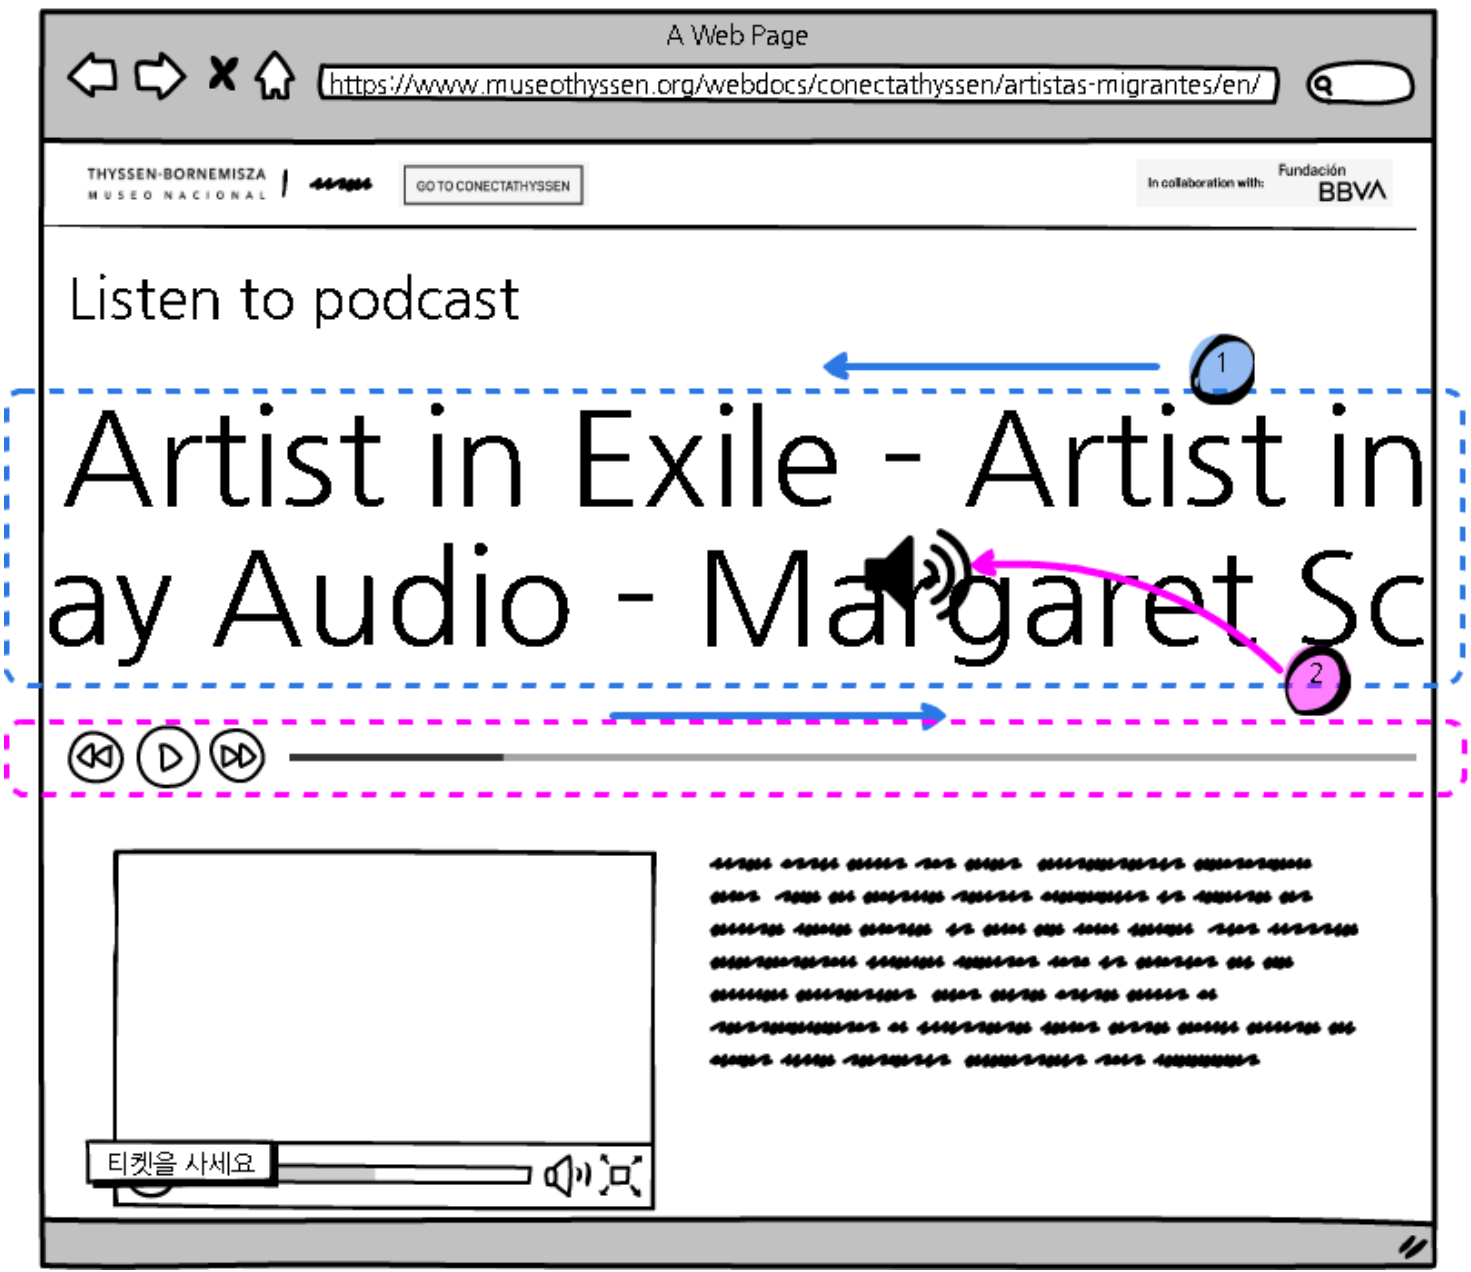 A Web Page
https://www.museothyssen.org/webdocs/conectathyssen/artistas-migrantes/en/
THYSSEN-BORNEMISZA
MUSEO NACIONAL
GO TO CONECTATHYSSEN
In collaboration with:
Fundación
BBVA
Listen to podcast
1
Artist in Exile - Artist in
ay Audio - Margaret Sc
2
티켓을 사세요